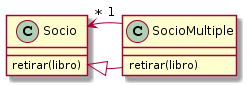 C Socio
retirar(libro)
* 1
C SocioMultiple
retirar(libro)